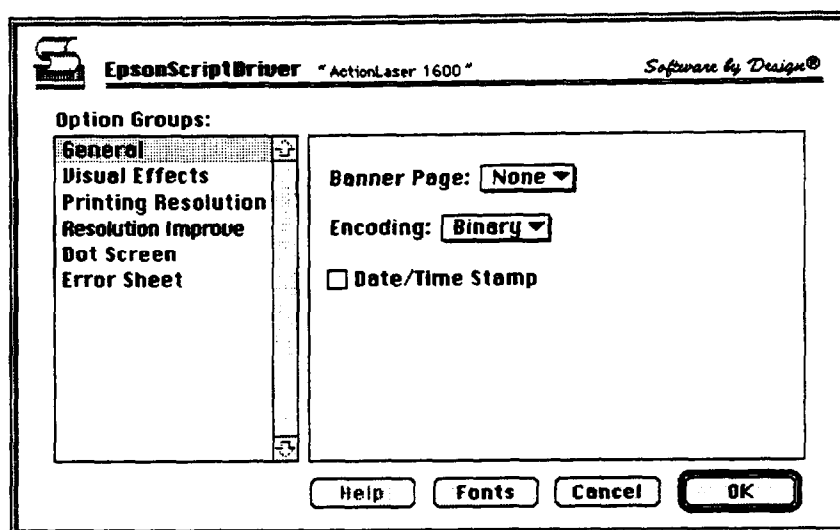 EpsonScriptDriver "ActionLaser 1600" Software by Design®
Option Groups:
General
Visual Effects
Printing Resolution
Resolution Improve
Dot Screen
Error Sheet
Banner Page: None
Encoding: Binary
Date/Time Stamp
Help Fonts Cancel OK